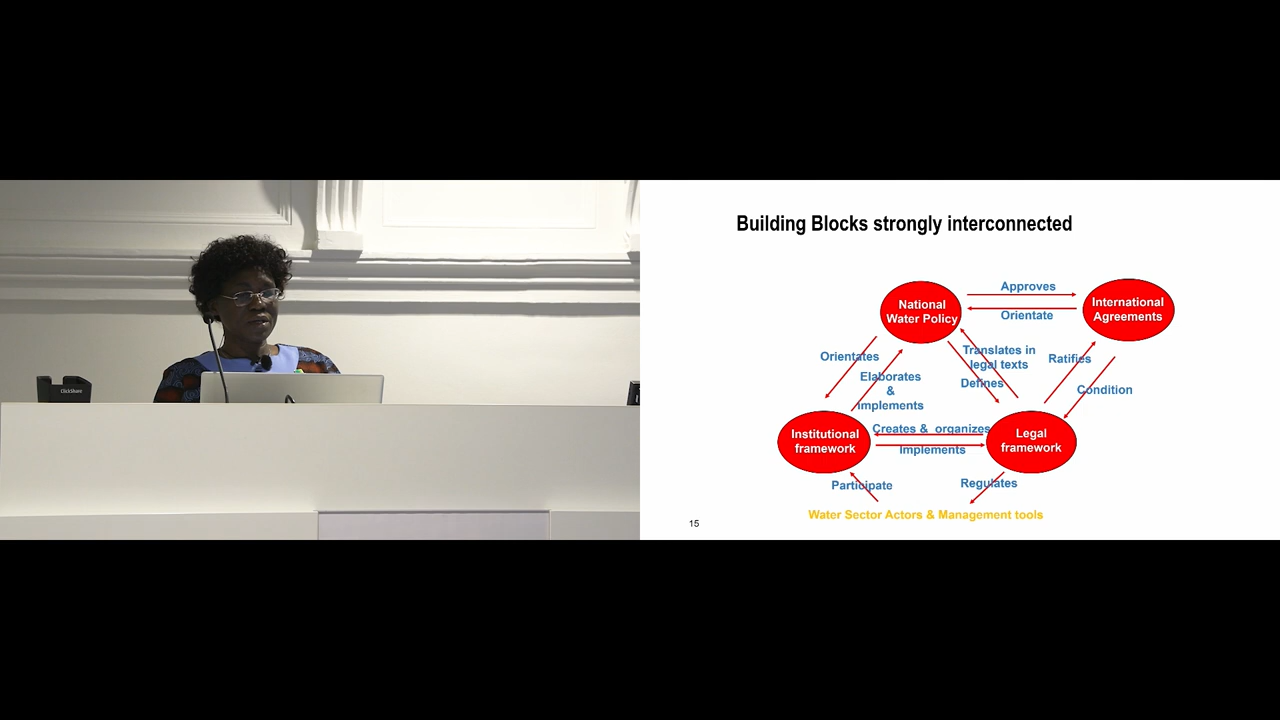 Building Blocks strongly interconnected
Approves
National
Water Policy
International
Agreements
Orientate
Orientates
Translates in
legal texts
Ratifies
Elaborates
&
implements
Defines
Condition
Creates & organizes
Institutional
framework
Legal
framework
Implements
Participate
Regulates
Water Sector Actors & Management tools
15
ClickShare